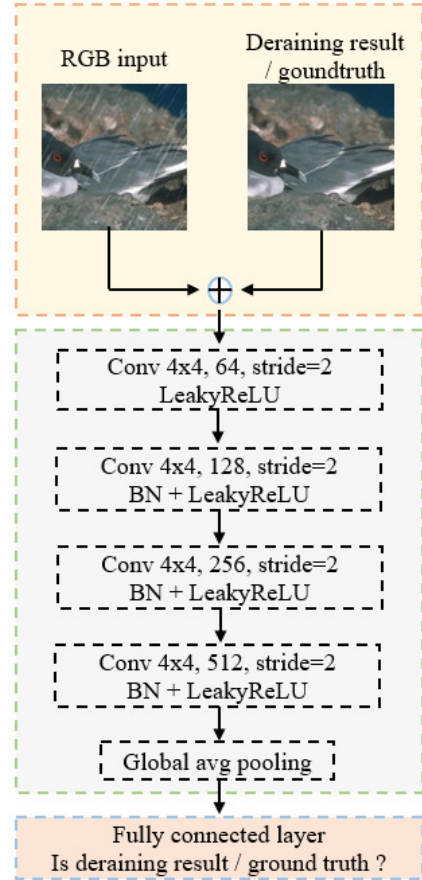 RGB input
Deraining result
/ goundtruth
Conv 4x4, 64, stride=2
LeakyReLU
Conv 4x4, 128, stride=2
BN + LeakyReLU
Conv 4x4, 256, stride=2
BN + LeakyReLU
Conv 4x4, 512, stride=2
BN + LeakyReLU
Global avg pooling
Fully connected layer
Is deraining result / ground truth ?